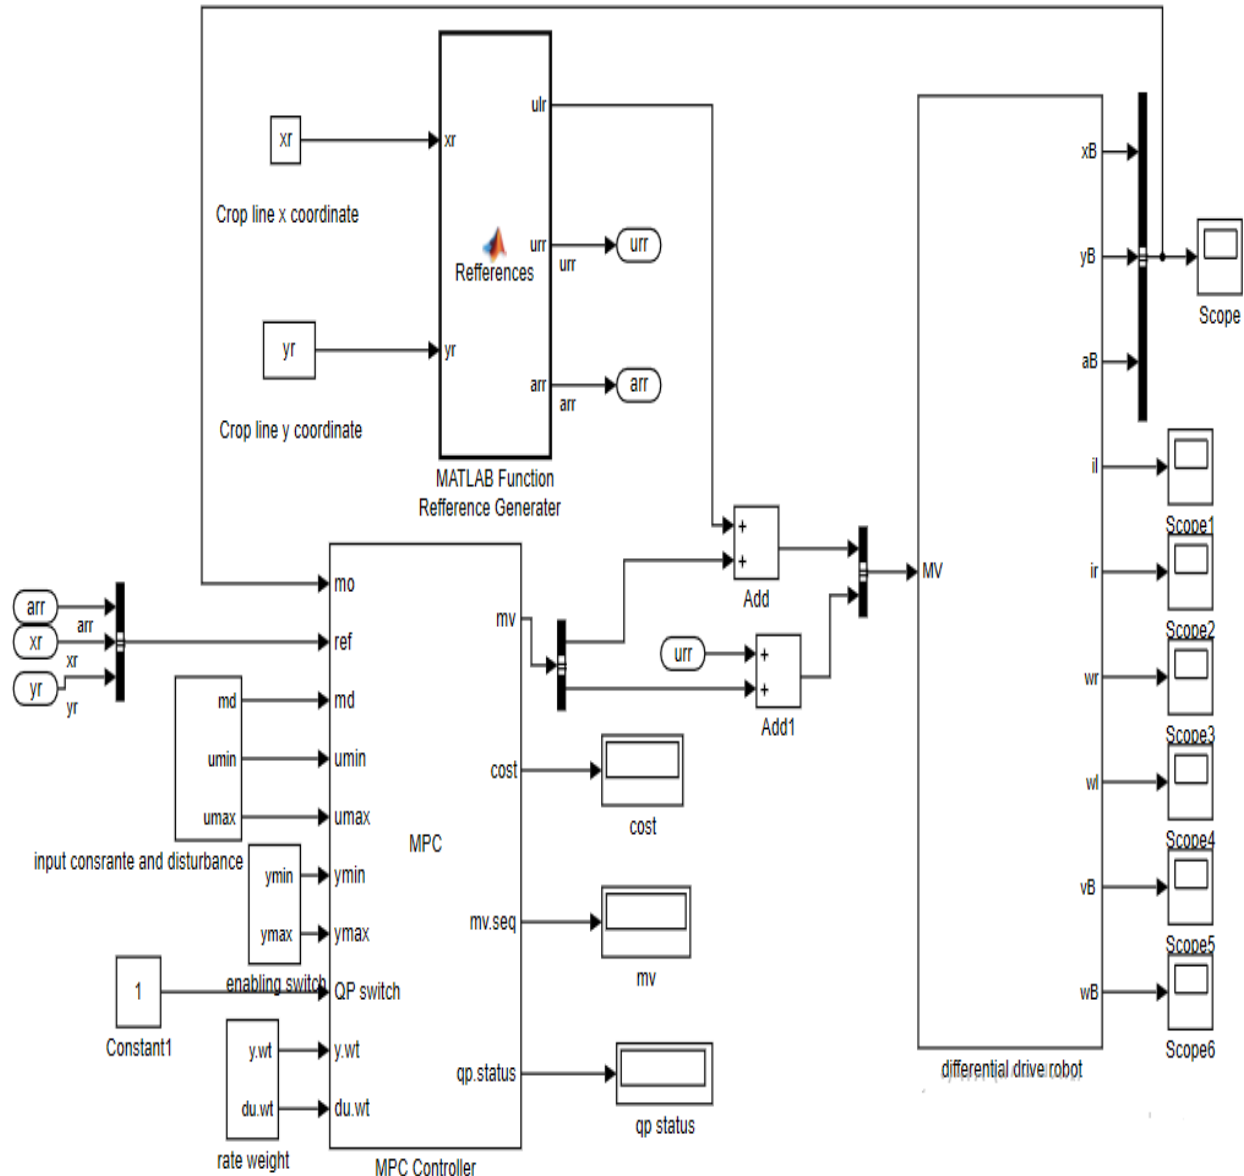 ulr
xr
xr
Crop line x coordinate
urr
urr
urr
Refferences
yr
yr
Crop line y coordinate
arr
arr
arr
MATLAB Function
Refference Generater
xB
yB
aB
Scope
il
Scope1
ir
Scope2
wr
Scope3
wl
Scope4
vB
Scope5
wB
Scope6
MV
differential drive robot
+
+
Add
urr
+
+
Add1
arr
arr
xr
xr
yr
yr
mo
ref
md
umin
umax
ymin
ymax
QP switch
y.wt
du.wt
MPC
mv
cost
mv.seq
qp.status
MPC Controller
md
umin
umax
input consrante and disturbance
ymin
ymax
enabling switch
1
Constant1
y.wt
du.wt
rate weight
cost
mv
qp status